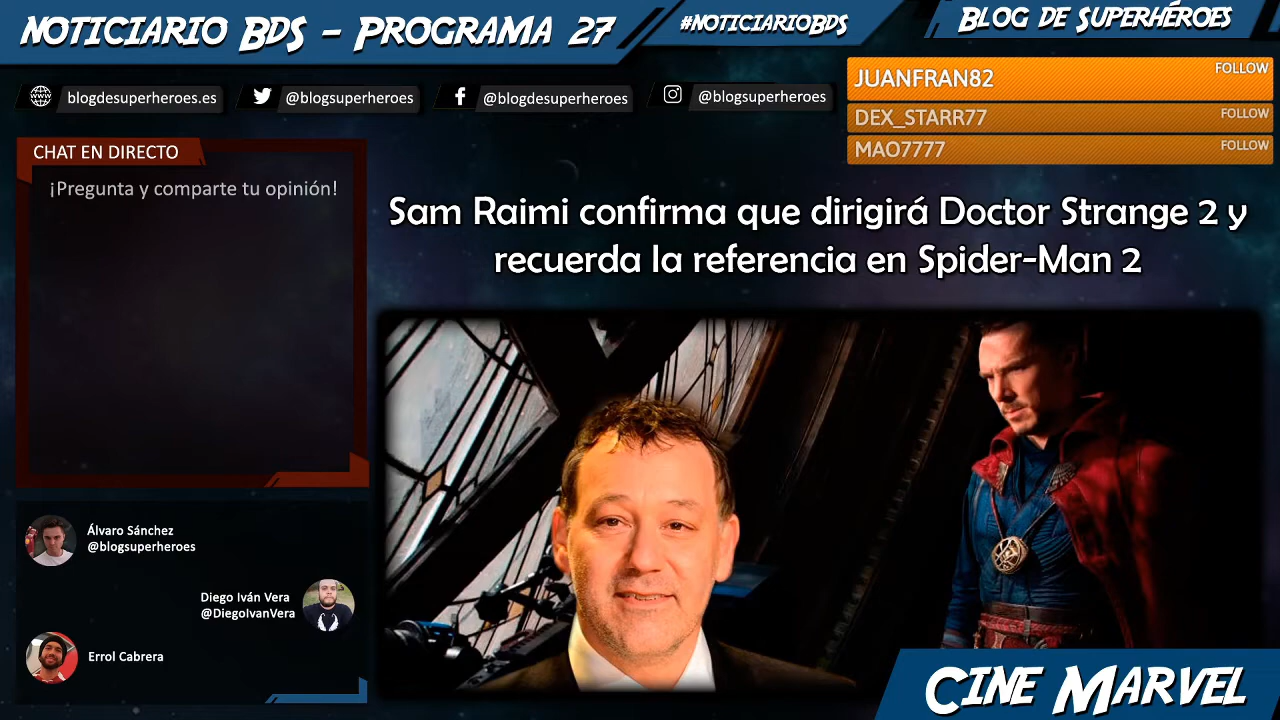 NOTICIARIO BDS - PROGRAMA 27
#NOTICIARIOBDS
BLOG DE SUPERHÉROES
www
blogdesuperheroes.es
@blogsuperheroes
@blogdesuperheroes
@blogsuperheroes
JUANFRAN82
FOLLOW
DEX_STARR77
FOLLOW
MAO7777
FOLLOW
CHAT EN DIRECTO
¡Pregunta y comparte tu opinión!
Sam Raimi confirma que dirigirá Doctor Strange 2 y
recuerda la referencia en Spider-Man 2
Álvaro Sánchez
@blogsuperheroes
Diego Iván Vera
@DiegoIvanVera
Errol Cabrera
CINE MARVEL